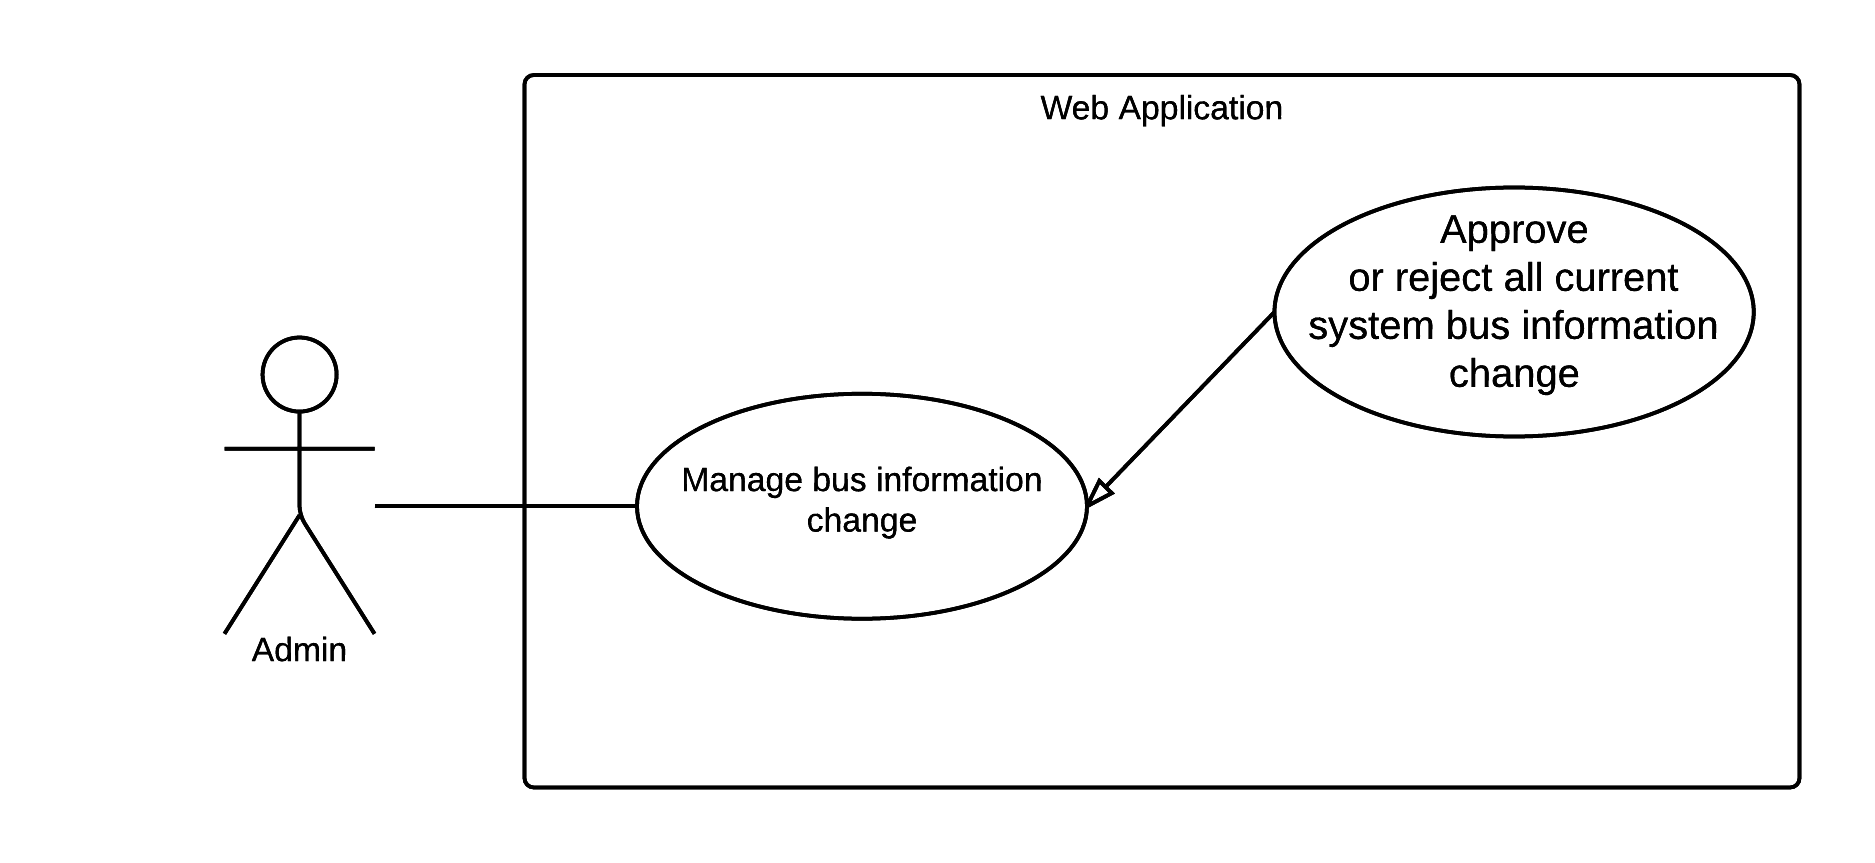 Web Application
Approve
or reject all current
system bus information
change
Manage bus information
change
Admin